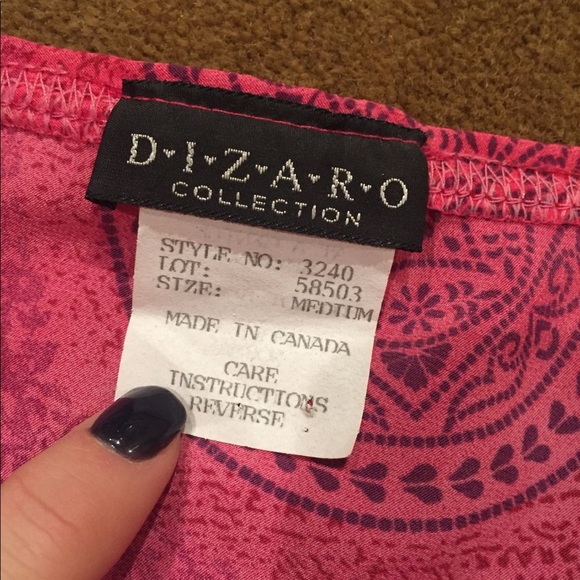 D♥I♥Z♥A♥R♥O
COLLECTION
STYLE NO: 3240
LOT: 58503
SIZE: MEDIUM
MADE IN CANADA
CARE
INSTRUCTIONS
REVERSE